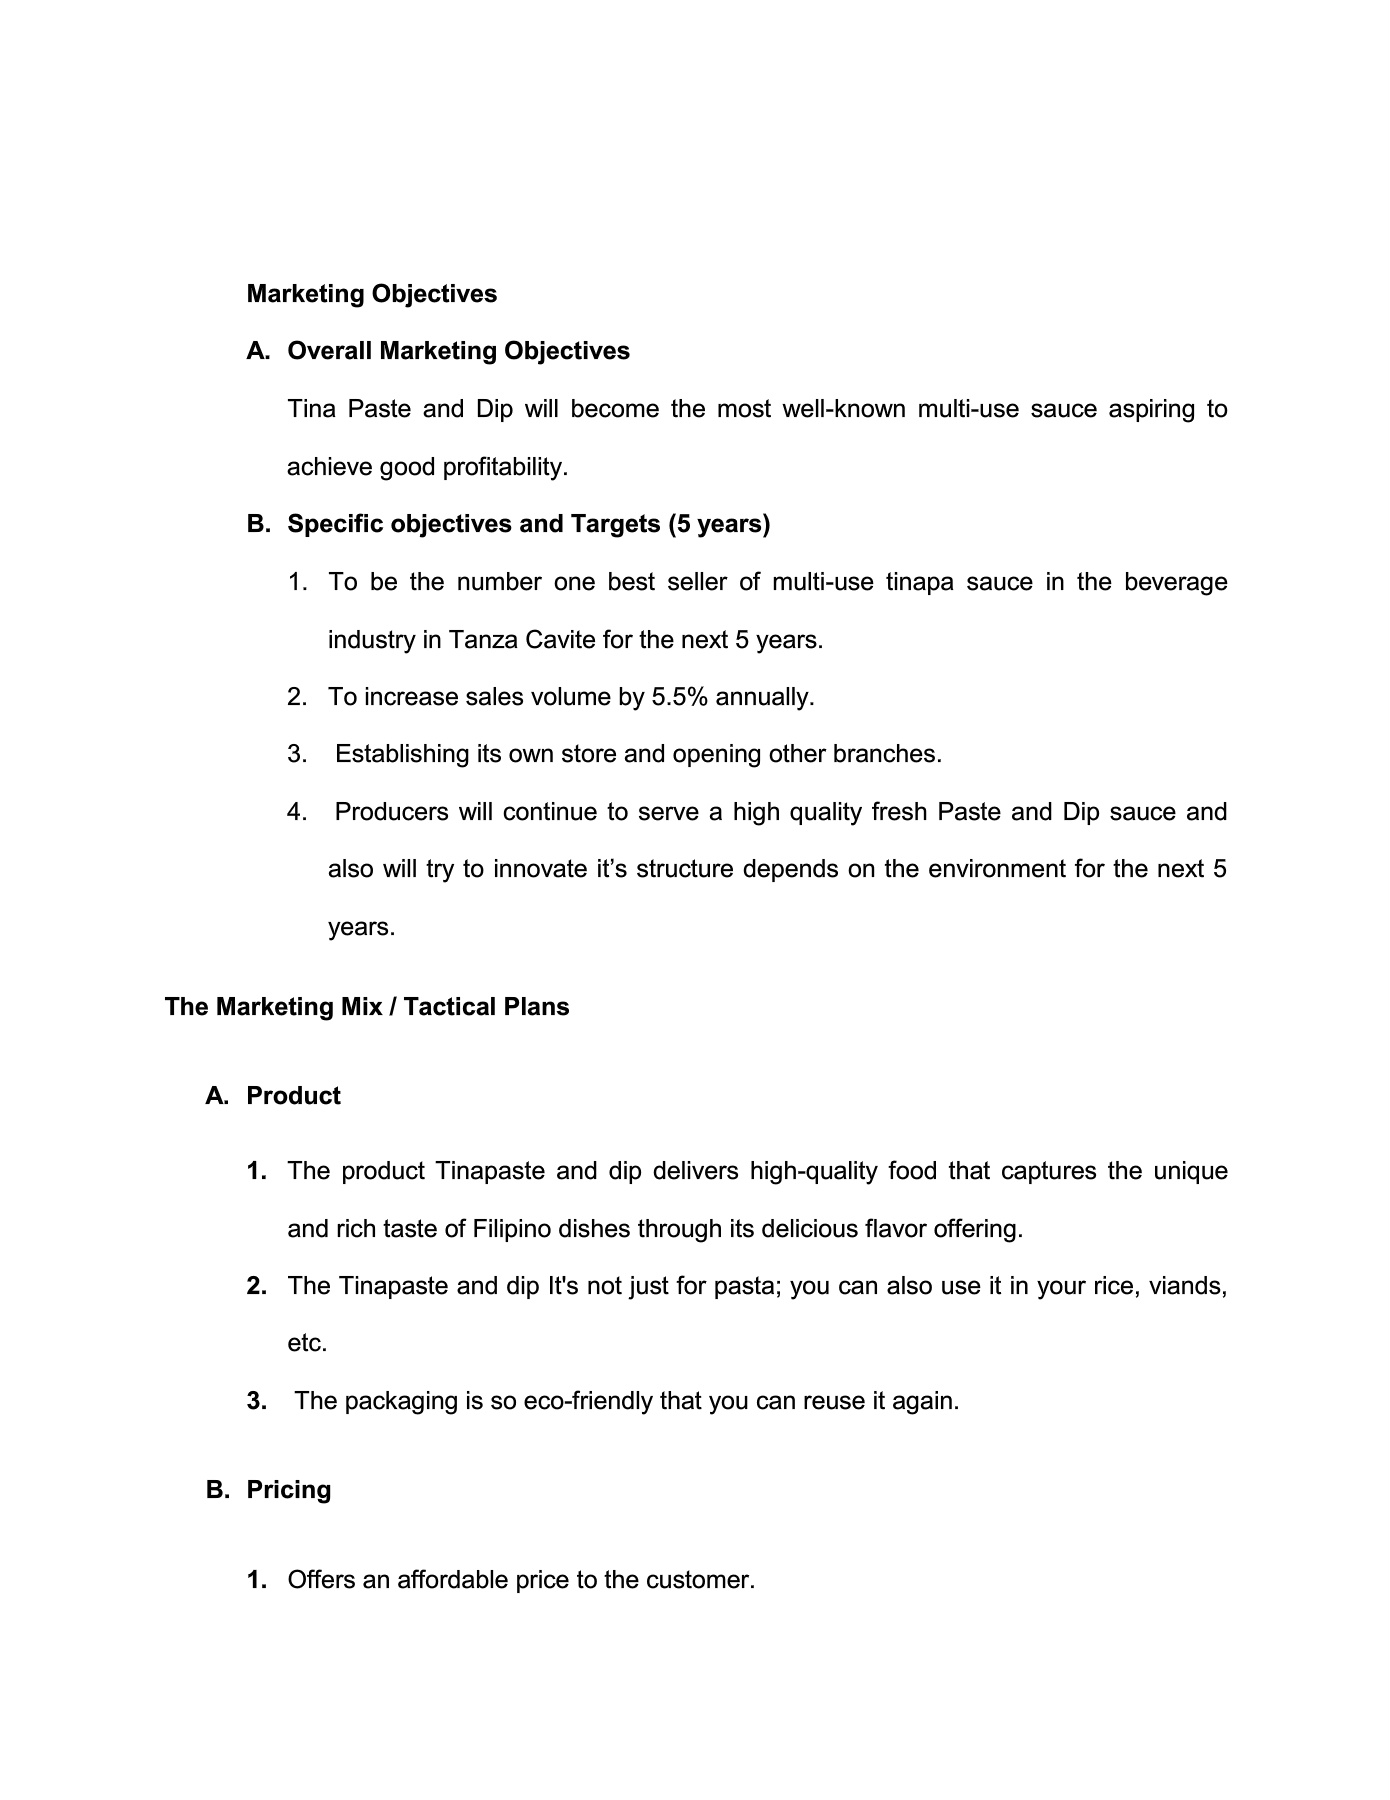 Marketing Objectives
A. Overall Marketing Objectives
Tina Paste and Dip will become the most well-known multi-use sauce aspiring to
achieve good profitability.
B. Specific objectives and Targets (5 years)
1. To be the number one best seller of multi-use tinapa sauce in the beverage
industry in Tanza Cavite for the next 5 years.
2. To increase sales volume by 5.5% annually.
3. Establishing its own store and opening other branches.
4. Producers will continue to serve a high quality fresh Paste and Dip sauce and
also will try to innovate it’s structure depends on the environment for the next 5
years.
The Marketing Mix / Tactical Plans
A. Product
1. The product Tinapaste and dip delivers high-quality food that captures the unique
and rich taste of Filipino dishes through its delicious flavor offering.
2. The Tinapaste and dip It's not just for pasta; you can also use it in your rice, viands,
etc.
3. The packaging is so eco-friendly that you can reuse it again.
B. Pricing
1. Offers an affordable price to the customer.